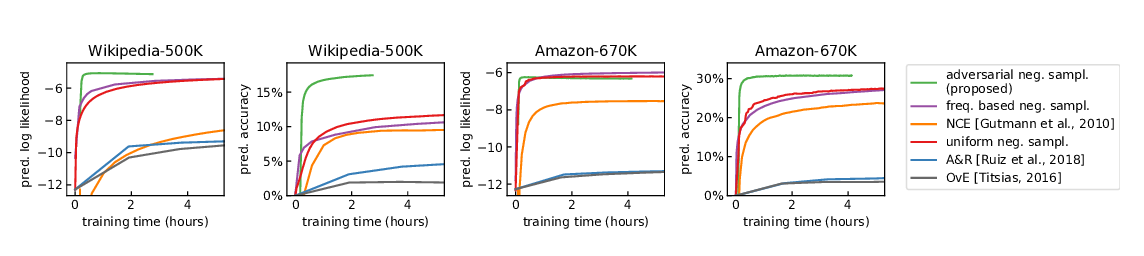 Wikipedia-500K
pred. log likelihood
−6
−8
−10
−12
0
2
4
training time (hours)
Wikipedia-500K
pred. accuracy
15%
10%
5%
0%
0
2
4
training time (hours)
Amazon-670K
pred. log likelihood
−6
−8
−10
−12
0
2
4
training time (hours)
Amazon-670K
pred. accuracy
30%
20%
10%
0%
0
2
4
training time (hours)
adversarial neg. sampl.
(proposed)
freq. based neg. sampl.
NCE [Gutmann et al., 2010]
uniform neg. sampl.
A&R [Ruiz et al., 2018]
OvE [Titsias, 2016]